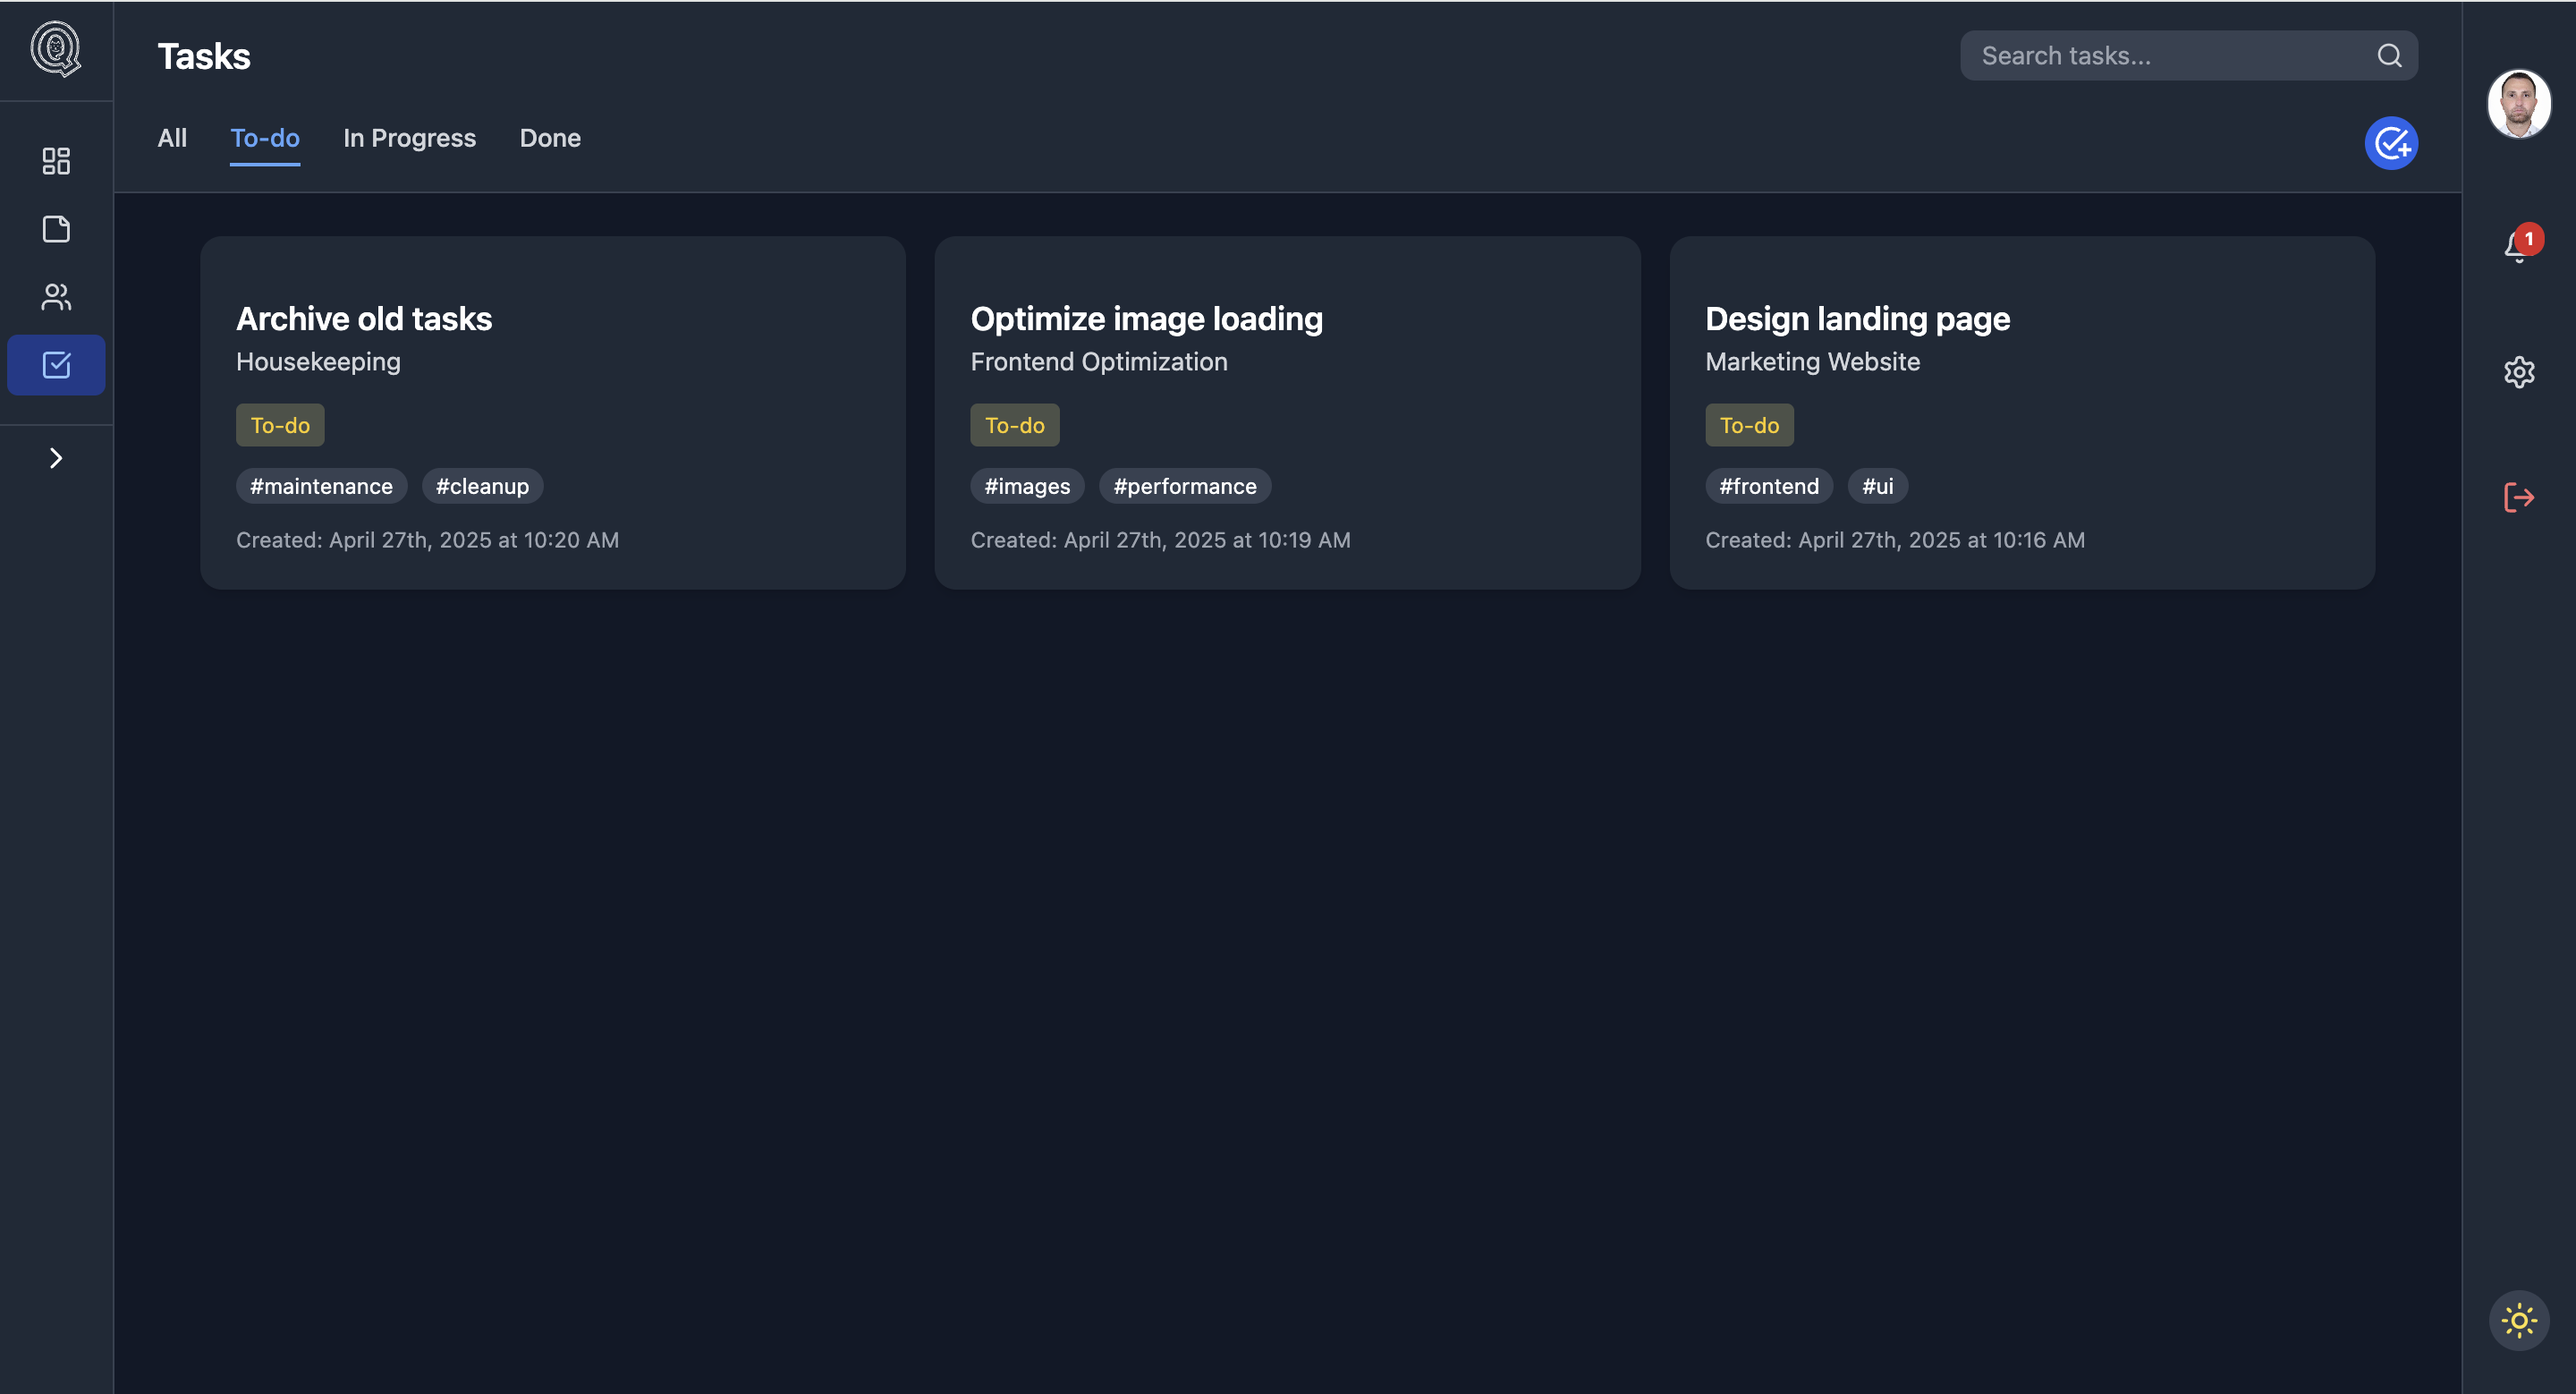 Tasks
Search tasks...
All To-do In Progress Done
1
Archive old tasks
Housekeeping
To-do
#maintenance #cleanup
Created: April 27th, 2025 at 10:20 AM
Optimize image loading
Frontend Optimization
To-do
#images #performance
Created: April 27th, 2025 at 10:19 AM
Design landing page
Marketing Website
To-do
#frontend #ui
Created: April 27th, 2025 at 10:16 AM